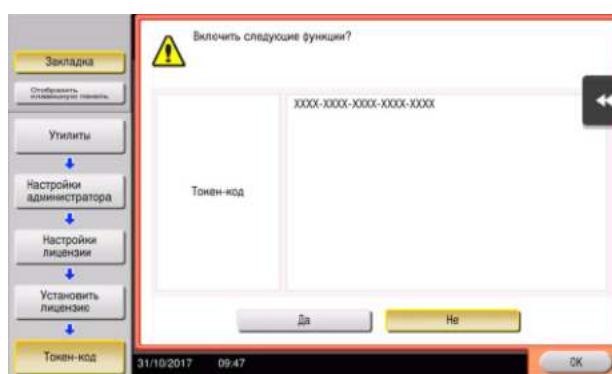 Закладка
Отобразить
клавишную панель
Утилиты
Настройки
администратора
Настройки
лицензии
Установить
лицензию
Токен-код
Включить следующие функции?
Токен-код
XXXX-XXXX-XXXX-XXXX-XXXX
Да
Не
31/10/2017 09:47
OK